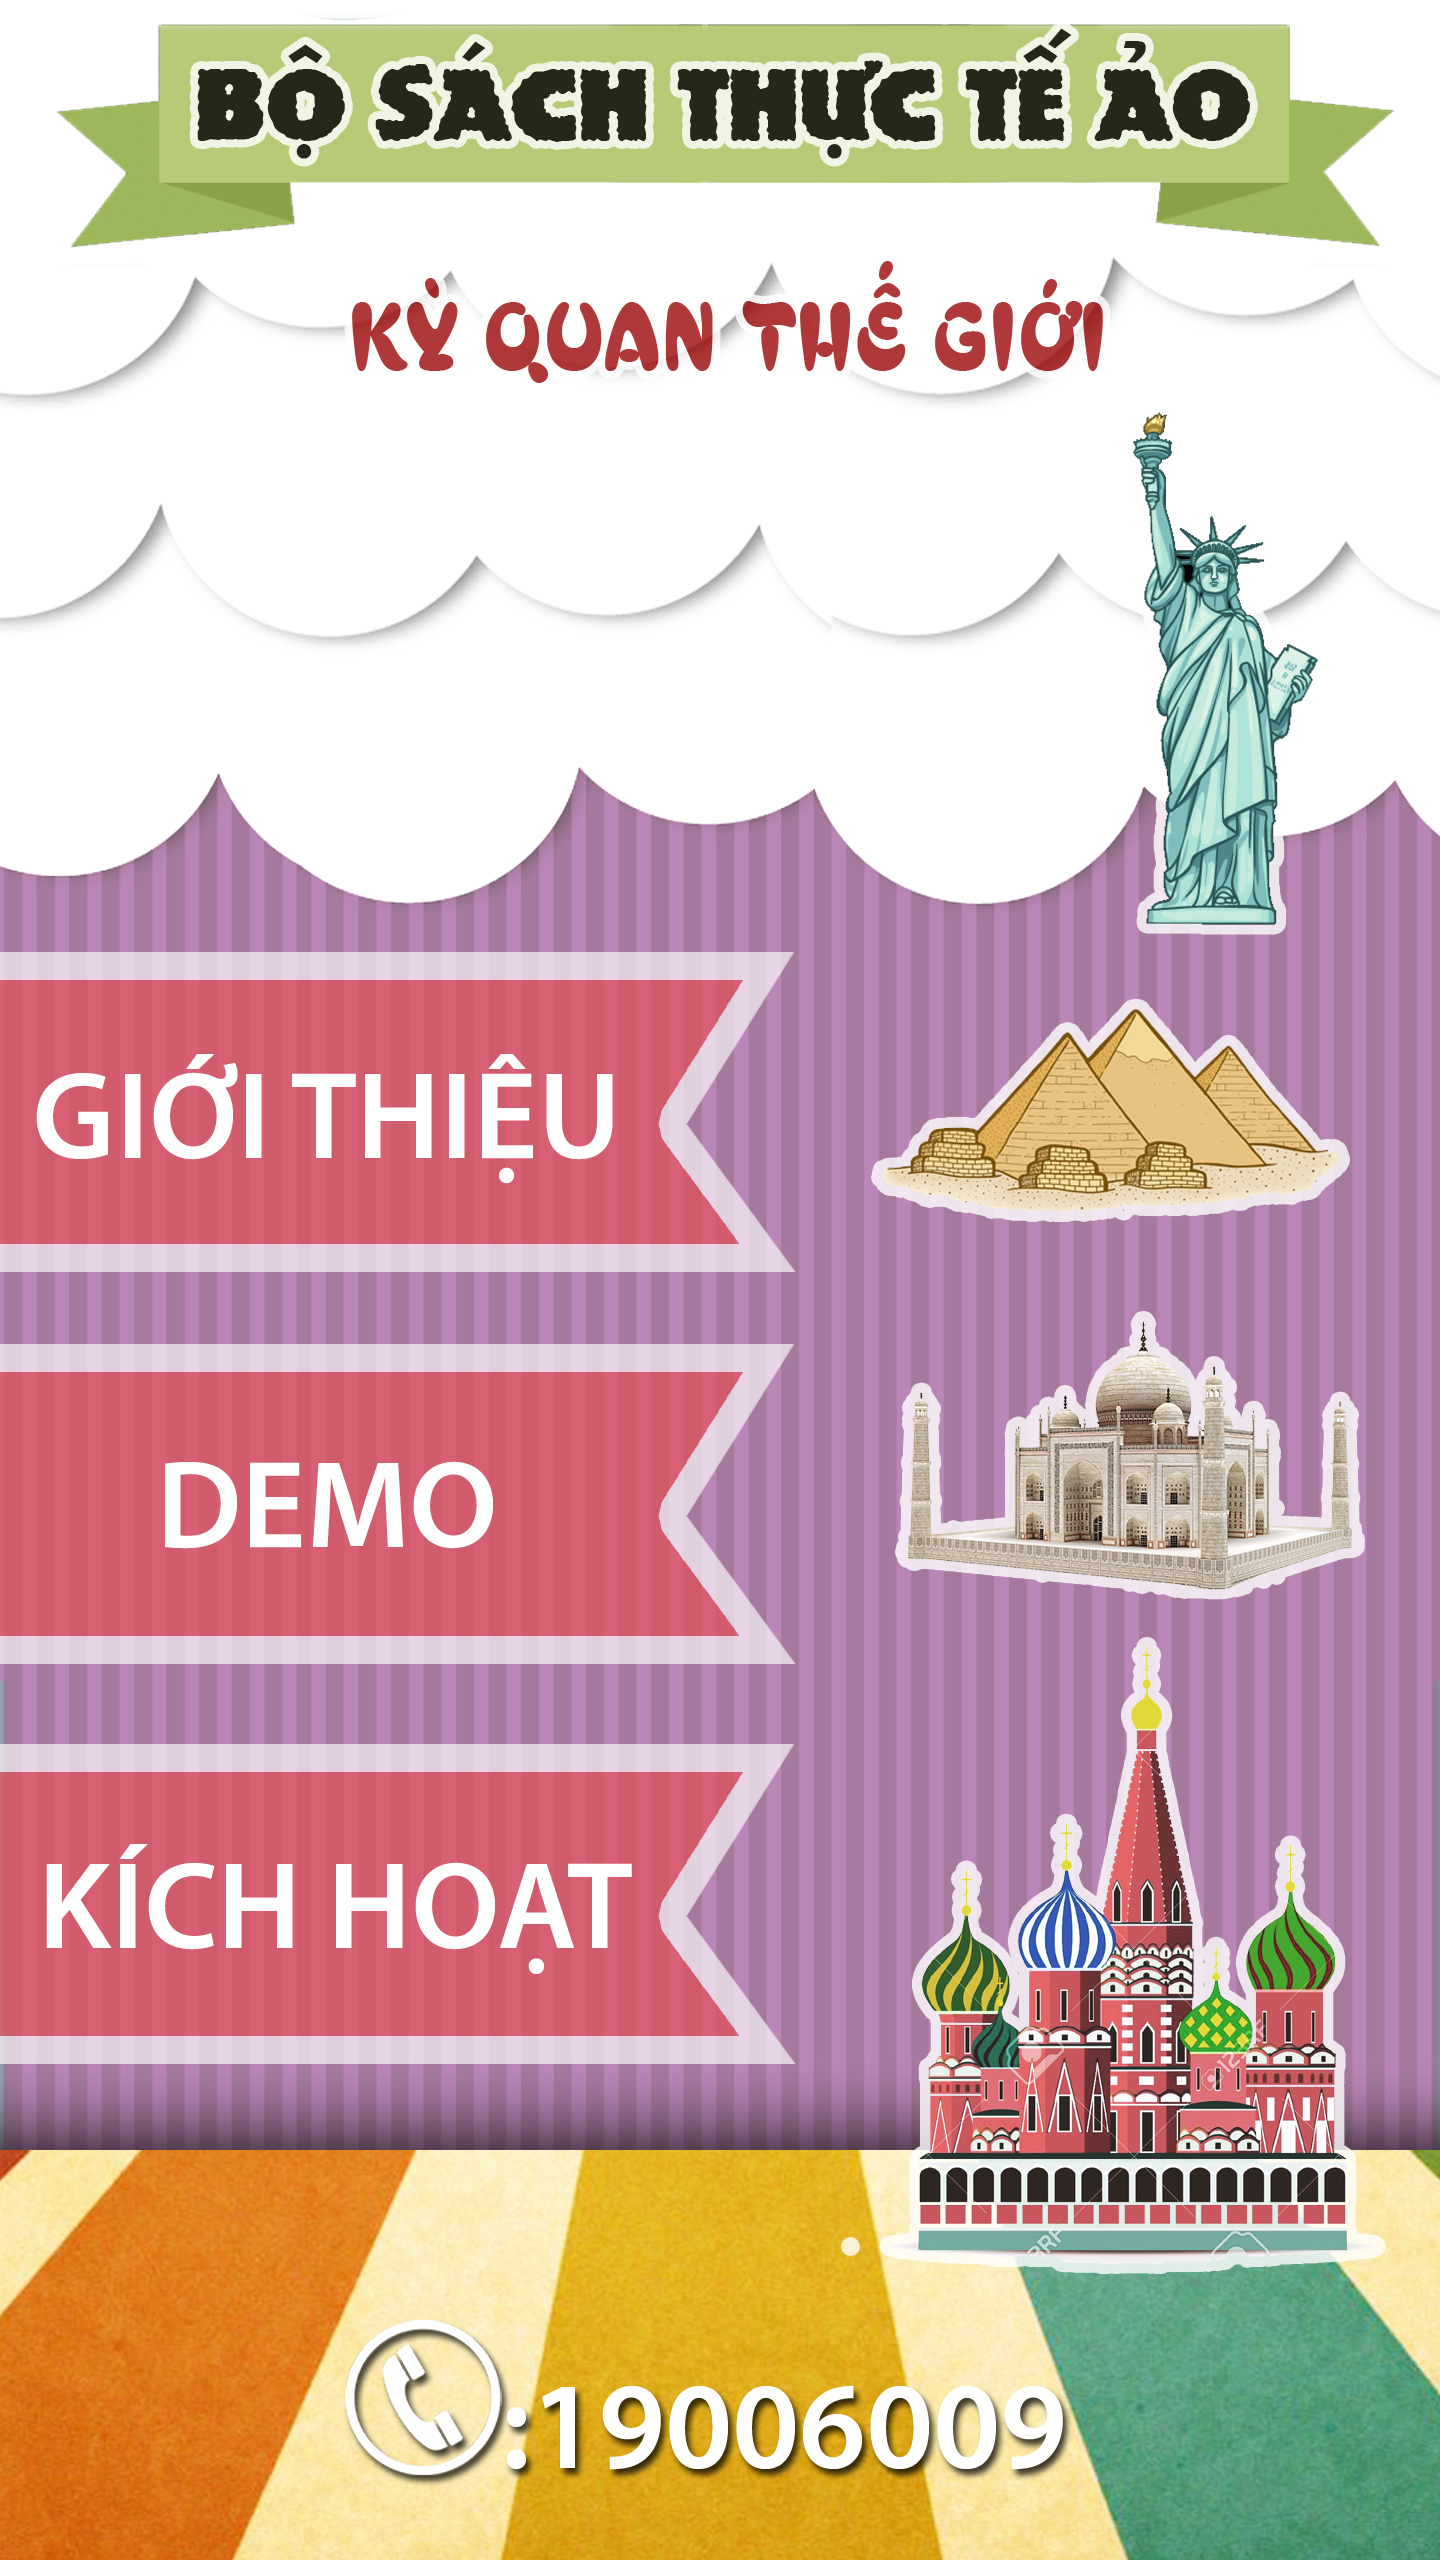 BỘ SÁCH THỰC TẾ ẢO
KỲ QUAN THẾ GIỚI
GIỚI THIỆU
DEMO
KÍCH HOẠT
:19006009